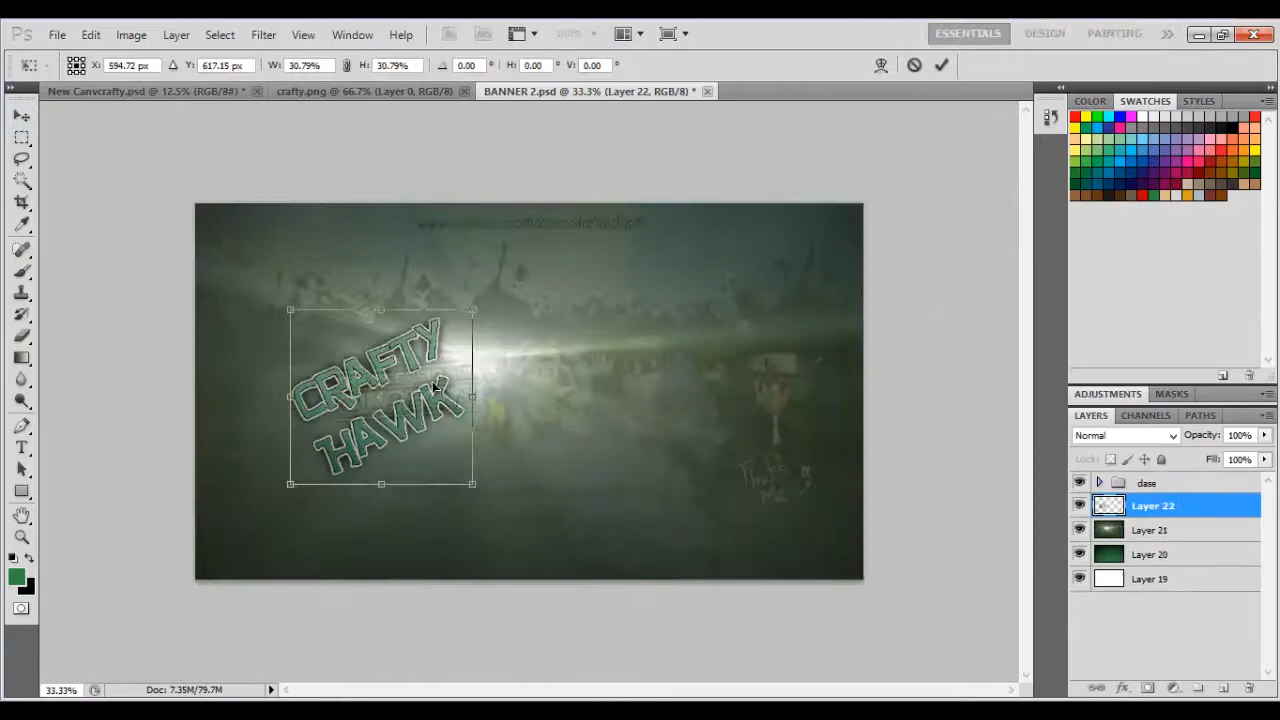 Ps File Edit Image Layer Select Filter View Window Help 100% ESSENTIALS DESIGN PAINTING
X: 594.72 px Y: 617.15 px W: 30.79% H: 30.79% 0.00 ° H: 0.00 ° V: 0.00 °
New Canvcrafty.psd @ 12.5% (RGB/8#) * crafty.png @ 66.7% (Layer 0, RGB/8) BANNER 2.psd @ 33.3% (Layer 22, RGB/8) *
COLOR SWATCHES STYLES
CRAFTY
HAWK
Thanks
Me
ADJUSTMENTS MASKS
LAYERS CHANNELS PATHS
Normal Opacity: 100%
Lock: Fill: 100%
dase
Layer 22
Layer 21
Layer 20
Layer 19
33.33% Doc: 7.35M/79.7M